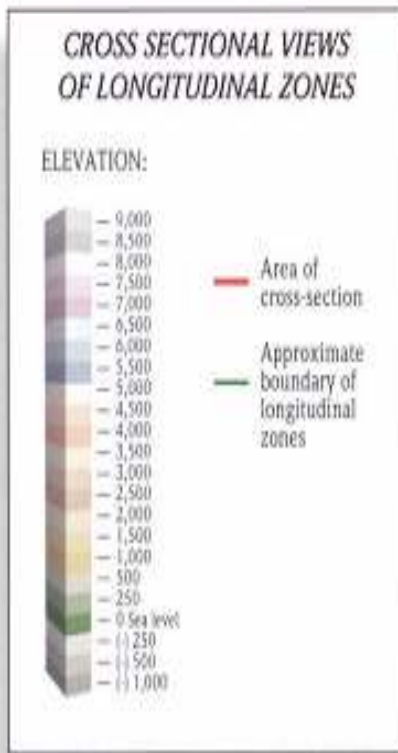 CROSS SECTIONAL VIEWS
OF LONGITUDINAL ZONES
ELEVATION:
9,000
8,500
8,000
7,500
7,000
6,500
6,000
5,500
5,000
4,500
4,000
3,500
3,000
2,500
2,000
1,500
1,000
500
250
0 Sea level
(-) 250
(-) 500
(-) 1,000
Area of
cross-section
Approximate
boundary of
longitudinal
zones